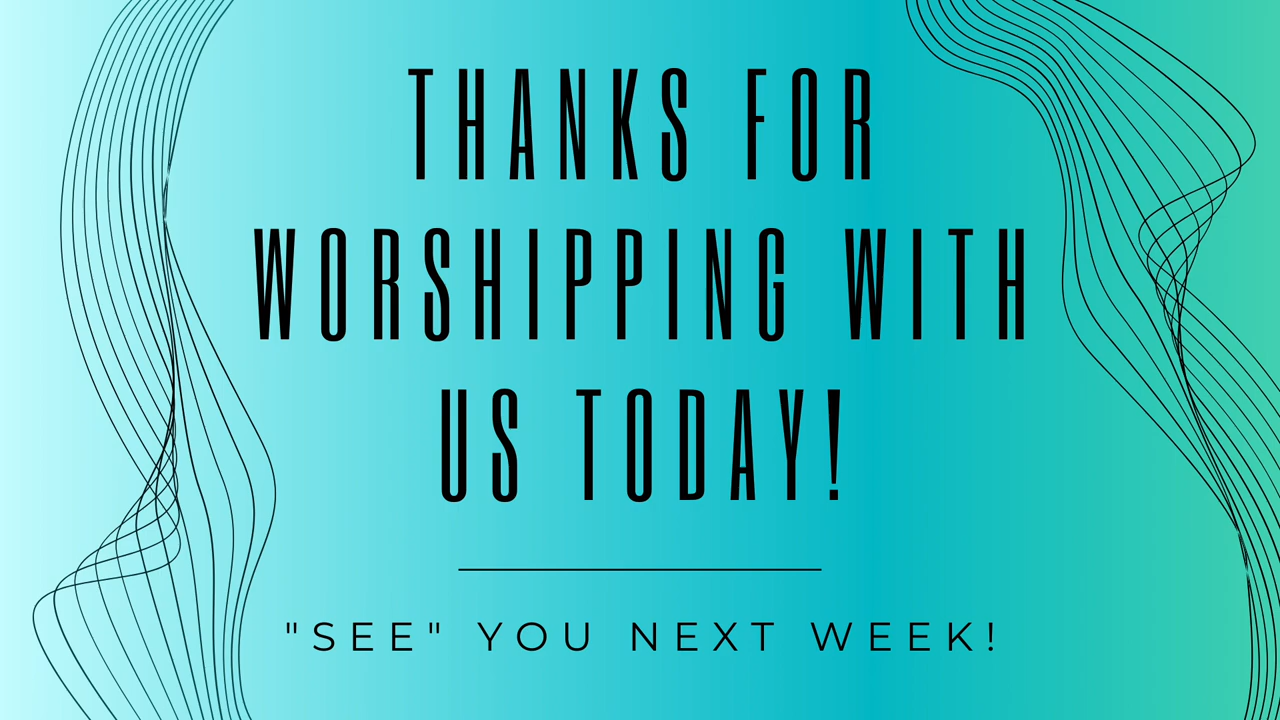 THANKS FOR
WORSHIPPING WITH
US TODAY!
"SEE" YOU NEXT WEEK!